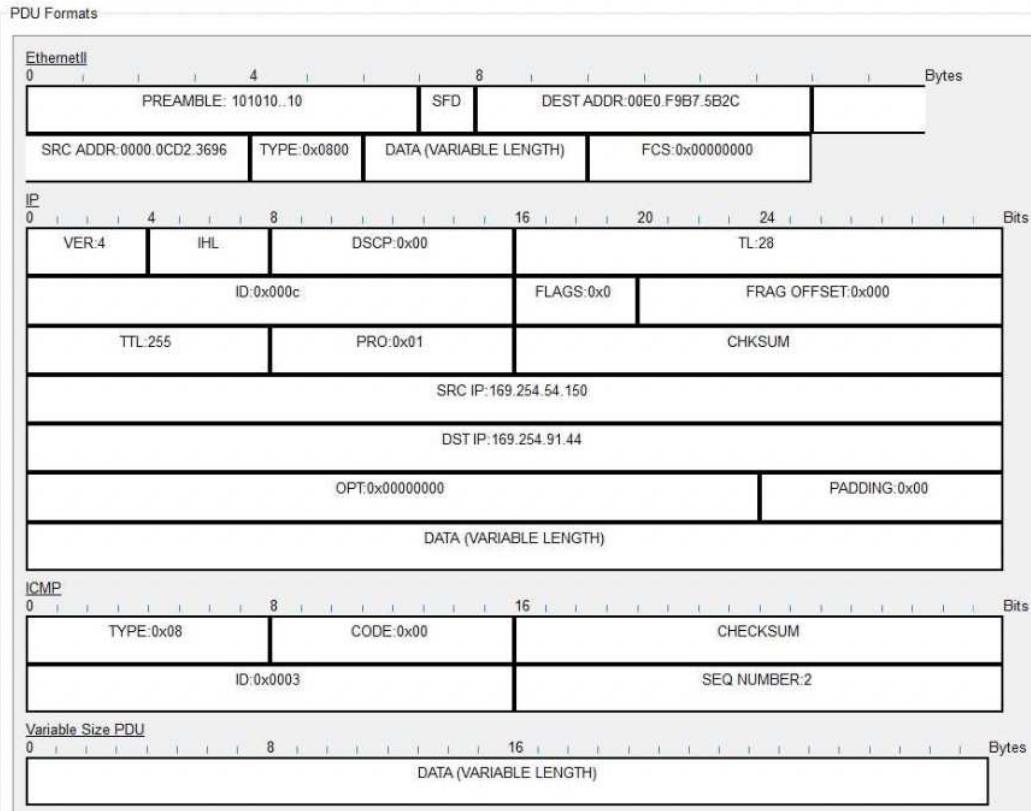 PDU Formats
EthernetII
0 4 8 Bytes
PREAMBLE: 101010..10 SFD DEST ADDR:00E0.F9B7.5B2C
SRC ADDR:0000.0CD2.3696 TYPE:0x0800 DATA (VARIABLE LENGTH) FCS:0x00000000
IP
0 4 8 16 20 24 Bits
VER:4 IHL DSCP:0x00 TL:28
ID:0x000c FLAGS:0x0 FRAG OFFSET:0x000
TTL:255 PRO:0x01 CHKSUM
SRC IP:169.254.54.150
DST IP:169.254.91.44
OPT:0x00000000 PADDING:0x00
DATA (VARIABLE LENGTH)
ICMP
0 8 16 Bits
TYPE:0x08 CODE:0x00 CHECKSUM
ID:0x0003 SEQ NUMBER:2
Variable Size PDU
0 8 16 Bytes
DATA (VARIABLE LENGTH)